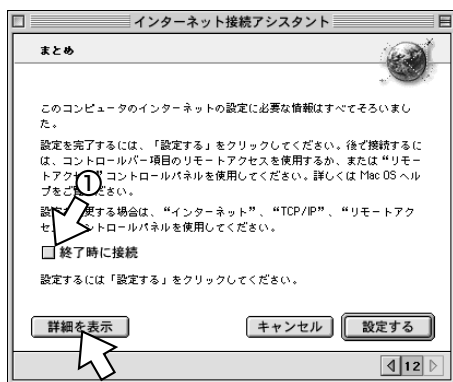 インターネット接続アシスタント
まとめ
このコンピュータのインターネットの設定に必要な情報はすべてそろいまし
た。
設定を完了するには、「設定する」をクリックしてください。後で接続するに
は、コントロールバー項目のリモートアクセスを使用するか、または“リモー
トアク ”コントロールパネルを使用してください。詳しくは Mac OS ヘル
プをご さい。
設 更する場合は、“インターネット”、“TCP/IP”、“リモートアク
セ ントロールパネルを使用してください。
①
終了時に接続
設定するには「設定する」をクリックしてください。
詳細を表示
キャンセル
設定する
12